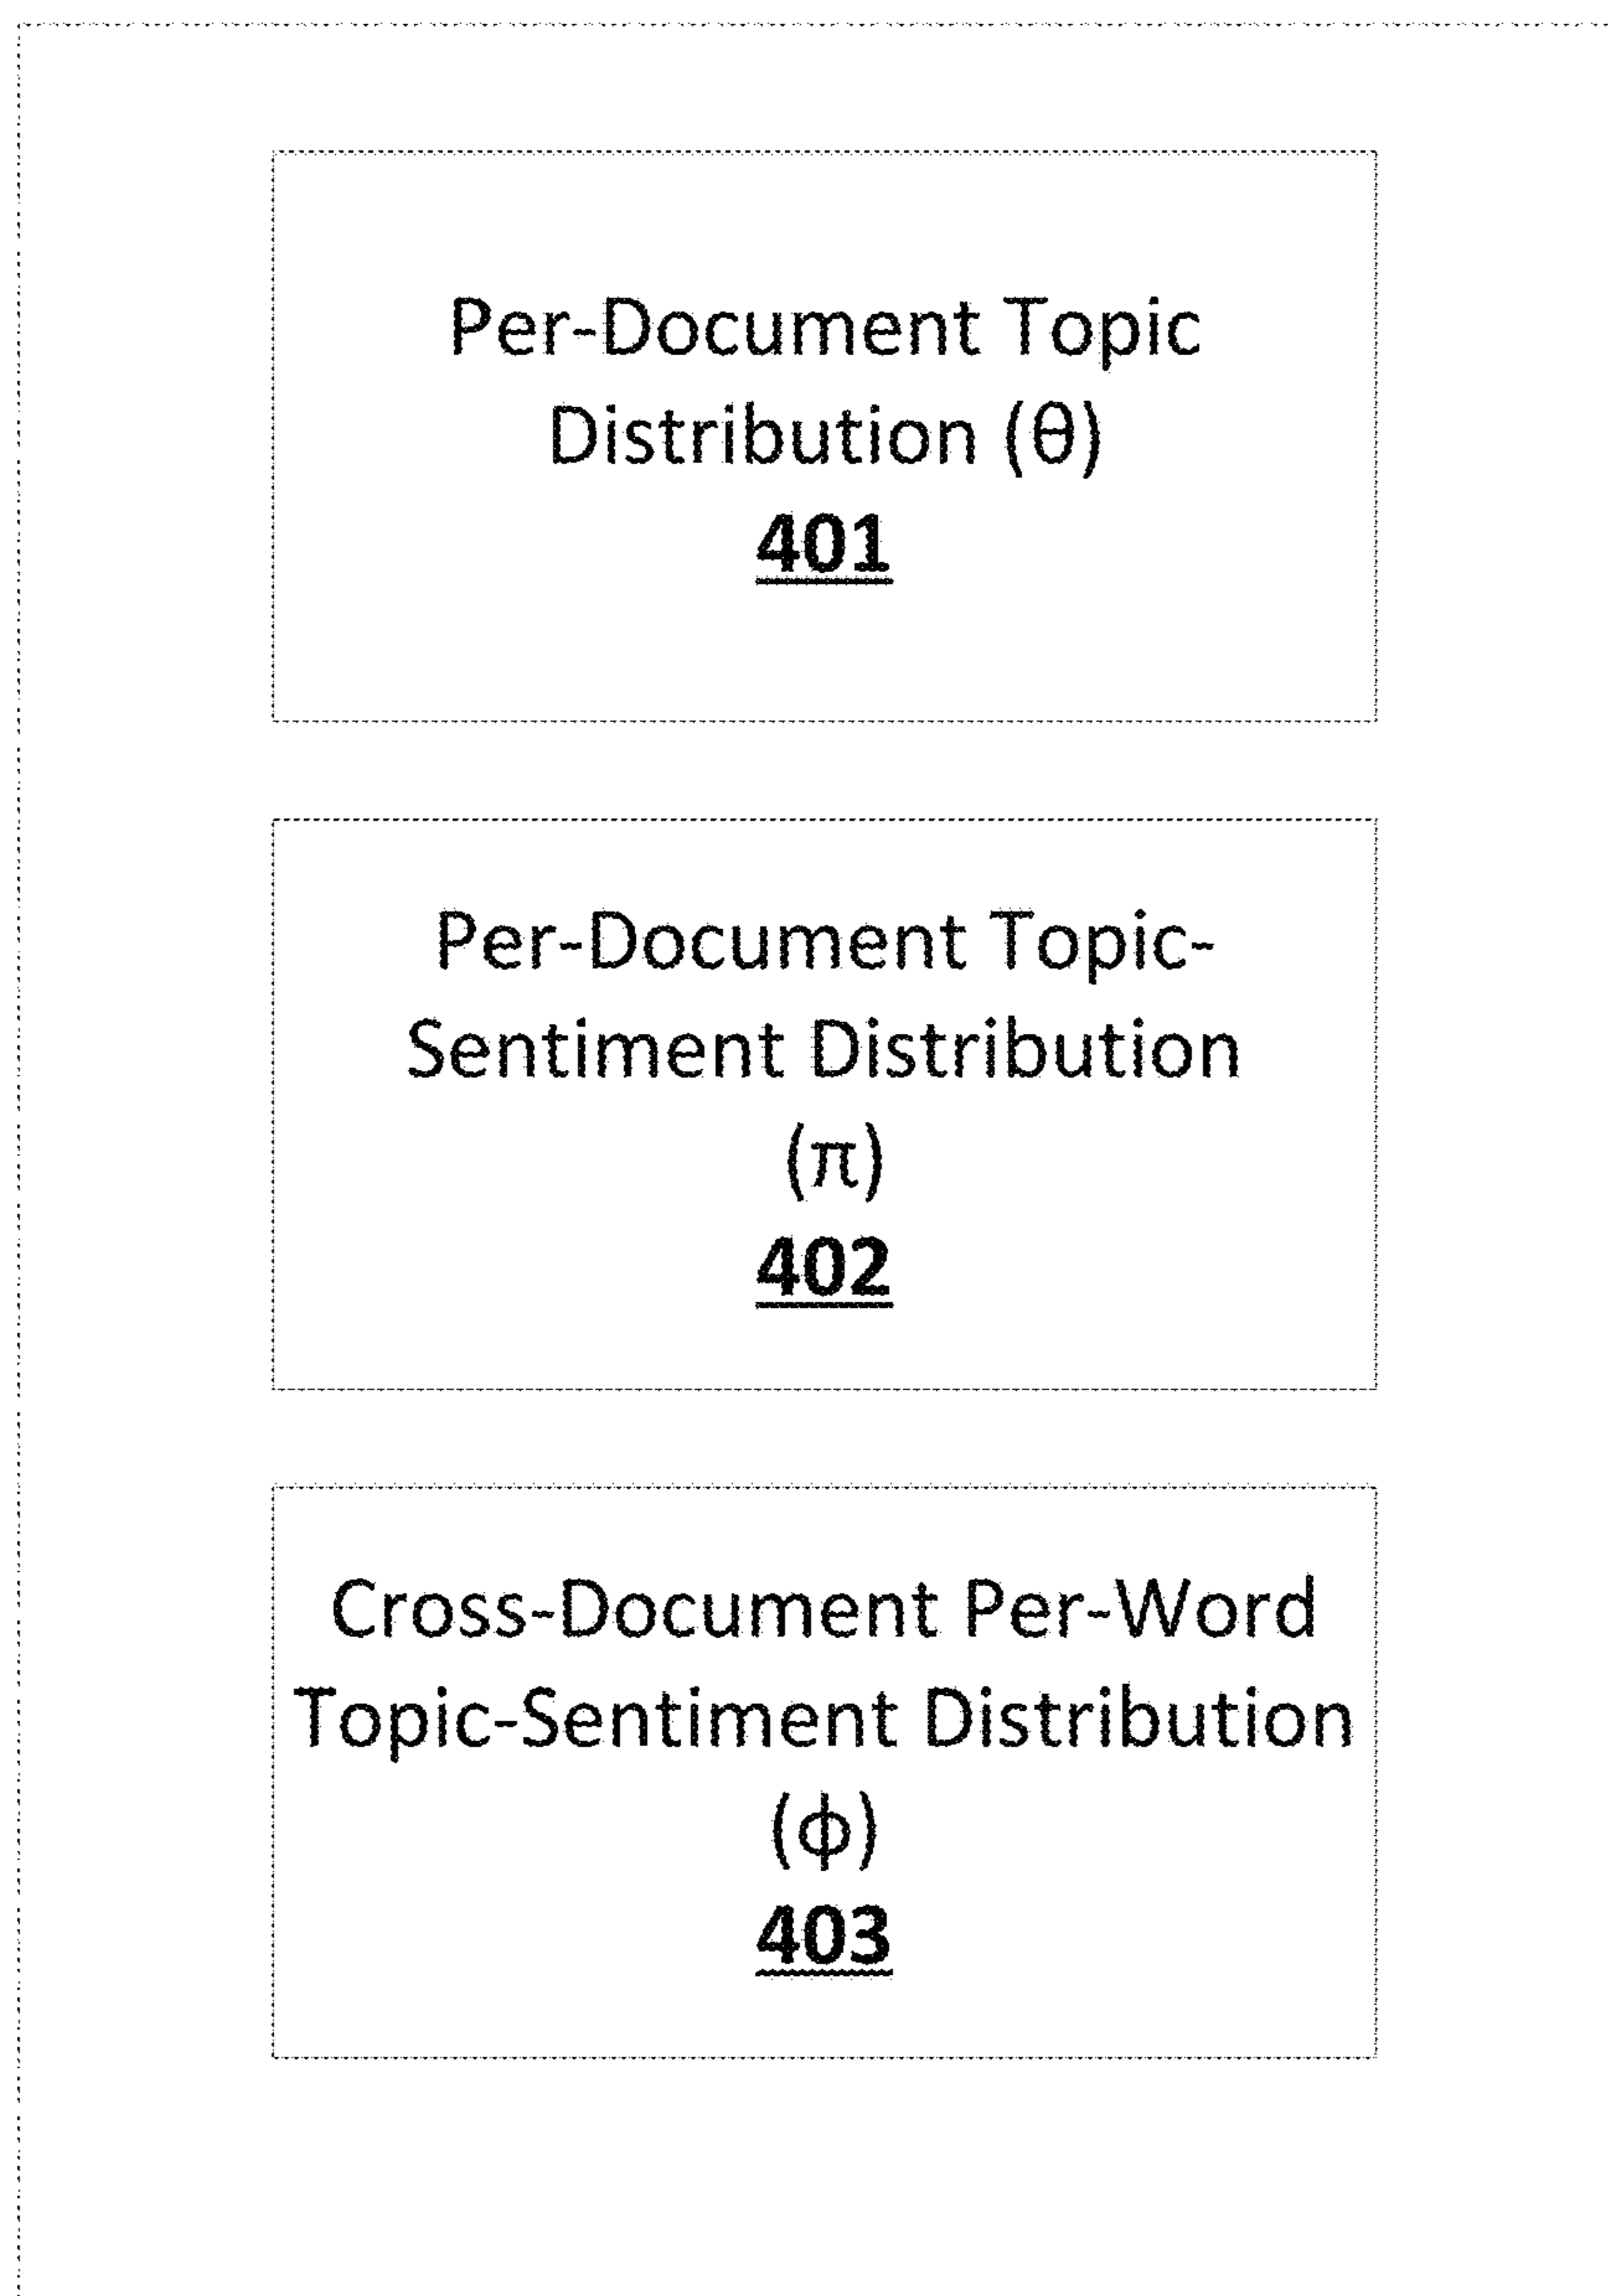 Per-Document Topic
Distribution (θ)
401
Per-Document Topic-
Sentiment Distribution
(π)
402
Cross-Document Per-Word
Topic-Sentiment Distribution
(ϕ)
403